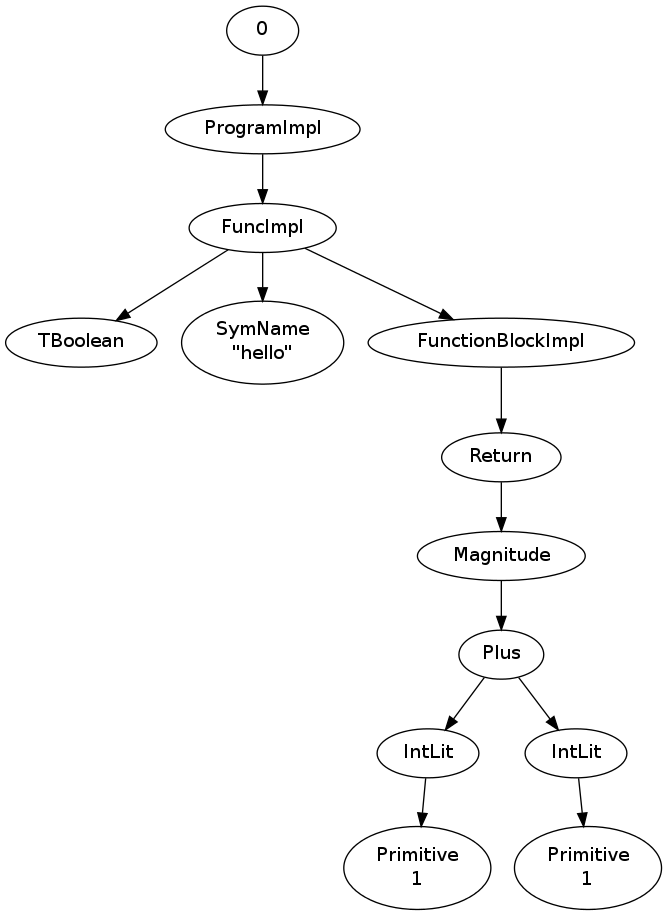 0
ProgramImpl
FuncImpl
TBoolean
SymName
"hello"
FunctionBlockImpl
Return
Magnitude
Plus
IntLit
IntLit
Primitive
1
Primitive
1